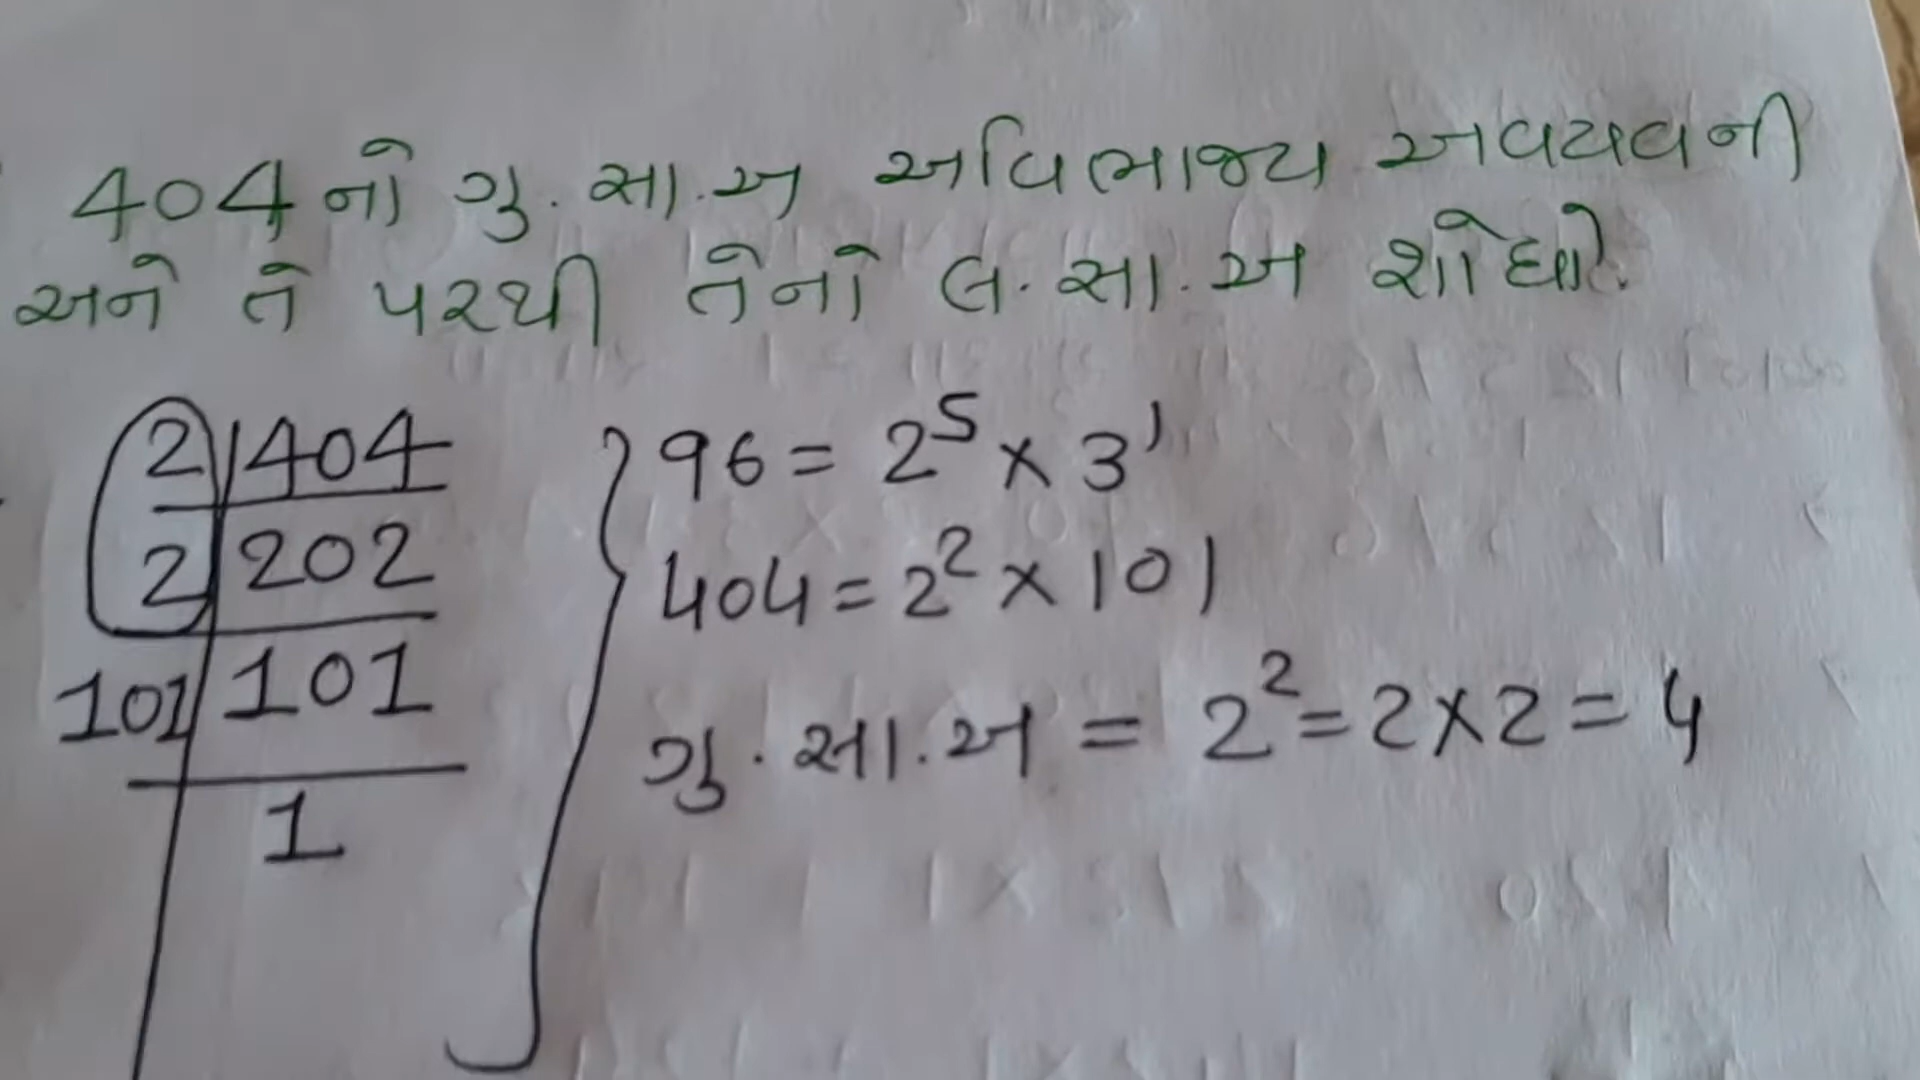 404નો ગુ.સા.અ અવિભાજ્ય અવયવની
અને તે પરથી તેનો લ.સા.અ શોધો.
2 404
2 202
101 101
1
96 = 2⁵ × 3¹
404 = 2² × 101
ગુ.સા.અ = 2² = 2×2 = 4